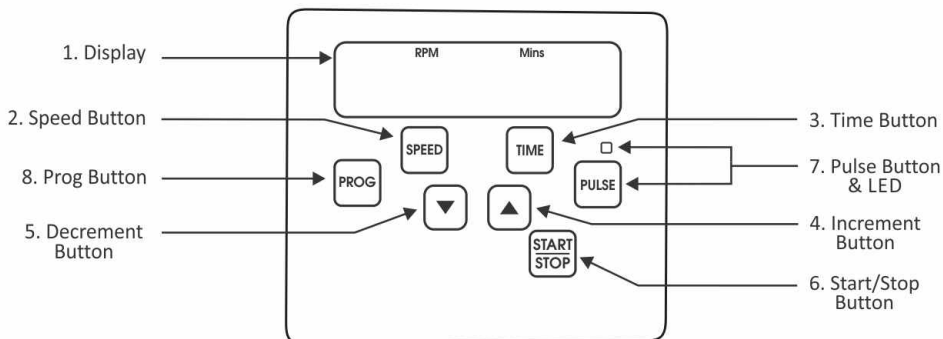 1. Display
RPM Mins
2. Speed Button
SPEED
TIME
3. Time Button
8. Prog Button
PROG
PULSE
7. Pulse Button
& LED
5. Decrement
Button
4. Increment
Button
START
STOP
6. Start/Stop
Button